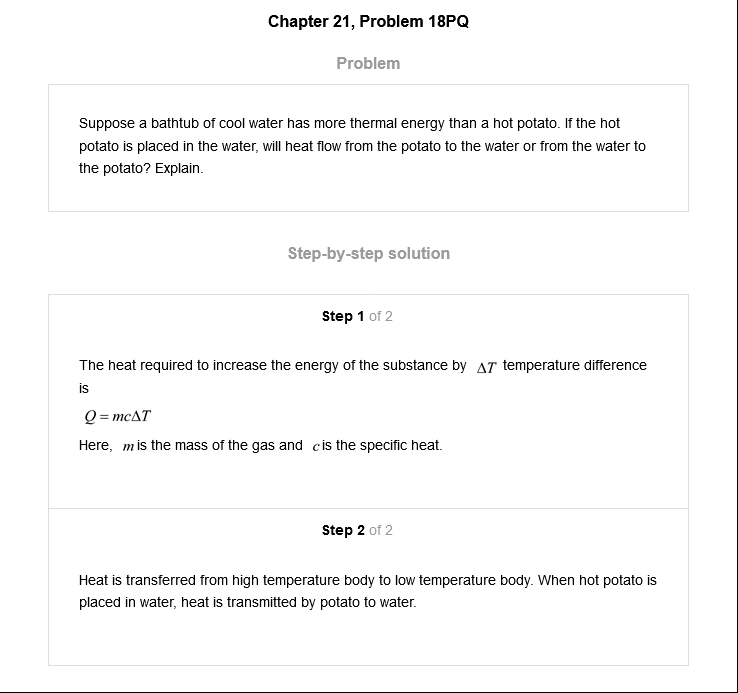 Chapter 21, Problem 18PQ
Problem
Suppose a bathtub of cool water has more thermal energy than a hot potato. If the hot
potato is placed in the water, will heat flow from the potato to the water or from the water to
the potato? Explain.
Step-by-step solution
Step 1 of 2
The heat required to increase the energy of the substance by ΔT temperature difference
is
Q = mcΔT
Here, m is the mass of the gas and c is the specific heat.
Step 2 of 2
Heat is transferred from high temperature body to low temperature body. When hot potato is
placed in water, heat is transmitted by potato to water.